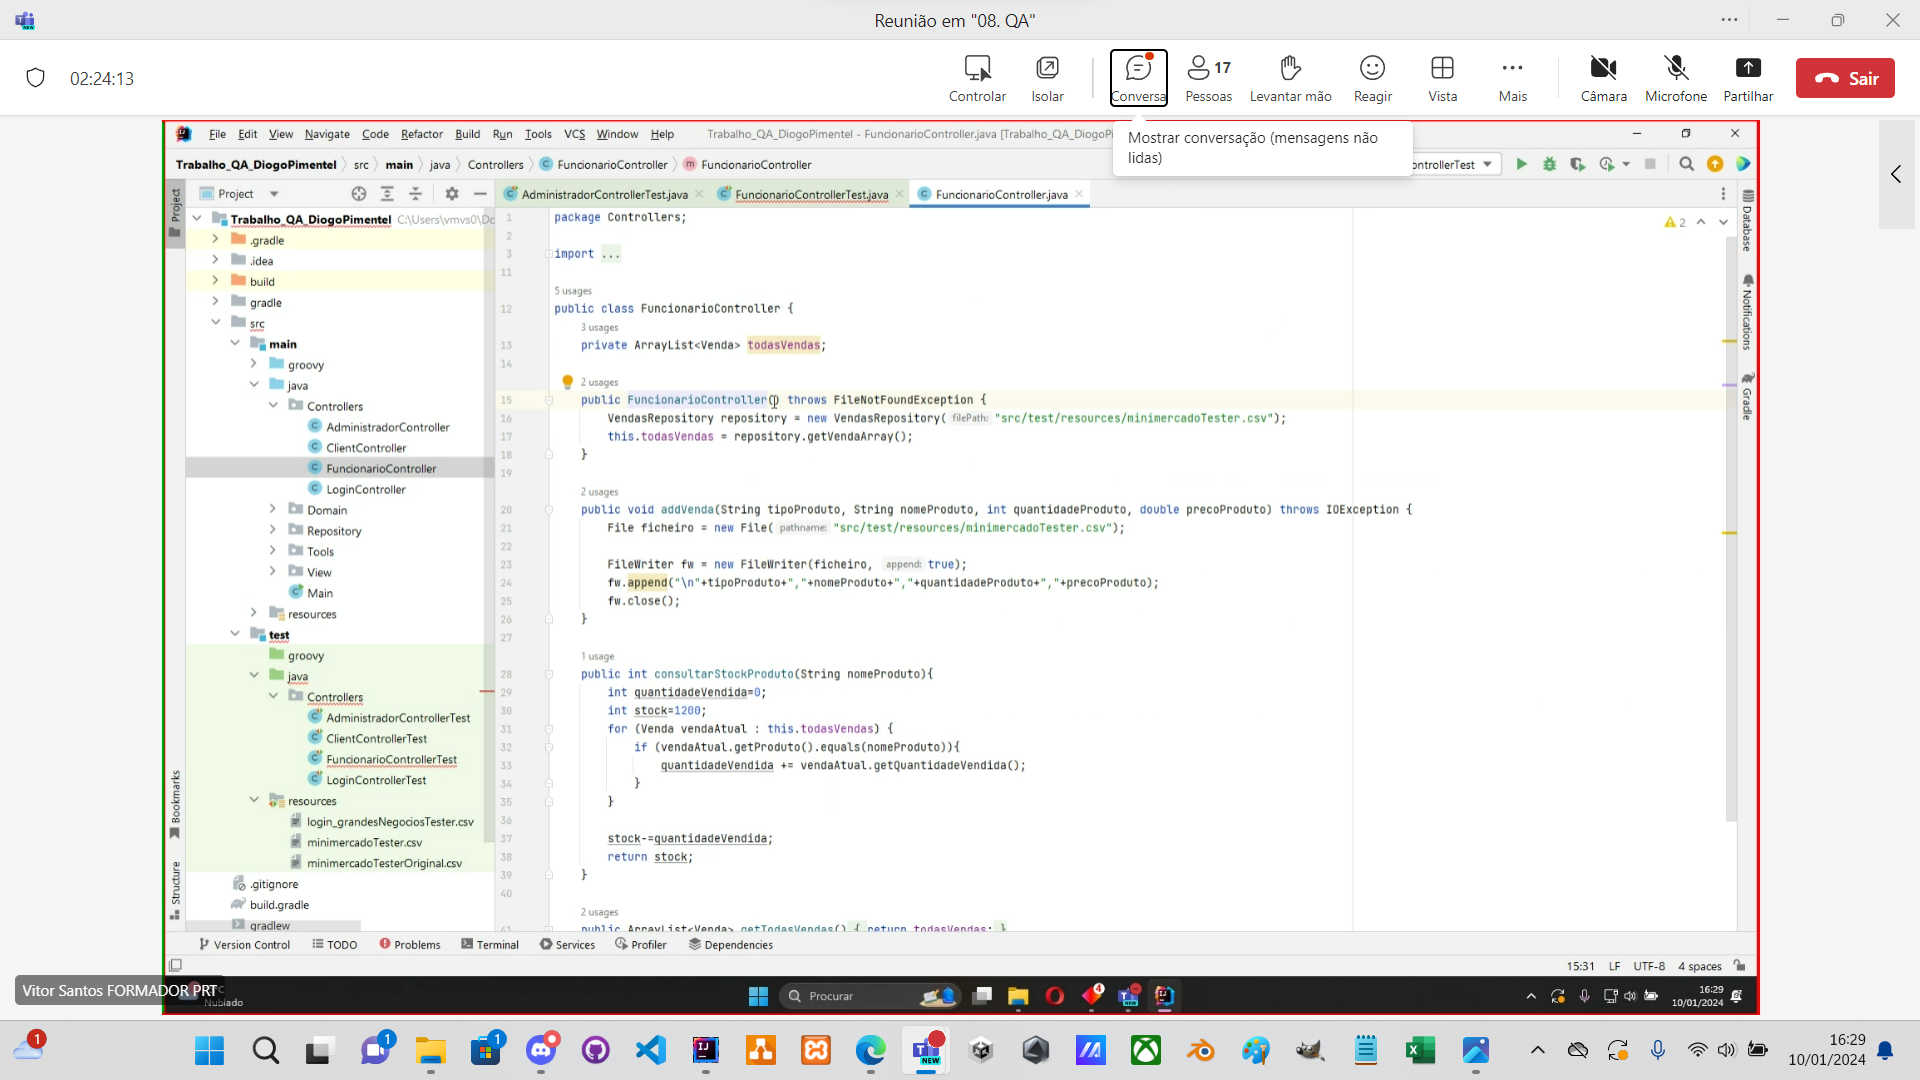 Reunião em "08. QA"
02:24:13
Controlar
Isolar
Conversa
17
Pessoas
Levantar mão
Reagir
Vista
Mais
Câmara
Microfone
Partilhar
Sair
Mostrar conversação (mensagens não lidas)
File Edit View Navigate Code Refactor Build Run Tools VCS Window Help
Trabalho_QA_DiogoPimentel - FuncionarioController.java [Trabalho_QA_DiogoP
Trabalho_QA_DiogoPimentel src main java Controllers FuncionarioController FuncionarioController
ontrollerTest
Project
AdministradorControllerTest.java
FuncionarioControllerTest.java
FuncionarioController.java
Project
Bookmarks
Structure
Database
Notifications
Gradle
Trabalho_QA_DiogoPimentel C:\Users\vmvs0\Do
.gradle
.idea
build
gradle
src
main
groovy
java
Controllers
AdministradorController
ClientController
FuncionarioController
LoginController
Domain
Repository
Tools
View
Main
resources
test
groovy
java
Controllers
AdministradorControllerTest
ClientControllerTest
FuncionarioControllerTest
LoginControllerTest
resources
login_grandesNegociosTester.csv
minimercadoTester.csv
minimercadoTesterOriginal.csv
.gitignore
build.gradle
gradlew
2
1 package Controllers;
2
3 import ...
11
5 usages
12 public class FuncionarioController {
3 usages
13 private ArrayList<Venda> todasVendas;
14
2 usages
15 public FuncionarioController() throws FileNotFoundException {
16 VendasRepository repository = new VendasRepository( filePath: "src/test/resources/minimercadoTester.csv");
17 this.todasVendas = repository.getVendaArray();
18 }
19
2 usages
20 public void addVenda(String tipoProduto, String nomeProduto, int quantidadeProduto, double precoProduto) throws IOException {
21 File ficheiro = new File( pathname: "src/test/resources/minimercadoTester.csv");
22
23 FileWriter fw = new FileWriter(ficheiro, append: true);
24 fw.append("\n"+tipoProduto+","+nomeProduto+","+quantidadeProduto+","+precoProduto);
25 fw.close();
26 }
27
1 usage
28 public int consultarStockProduto(String nomeProduto){
29 int quantidadeVendida=0;
30 int stock=1200;
31 for (Venda vendaAtual : this.todasVendas) {
32 if (vendaAtual.getProduto().equals(nomeProduto)){
33 quantidadeVendida += vendaAtual.getQuantidadeVendida();
34 }
35 }
36
37 stock-=quantidadeVendida;
38 return stock;
39 }
40
2 usages
41 public ArrayList<Venda> getTodasVendas() { return todasVendas; }
Version Control TODO Problems Terminal Services Profiler Dependencies
15:31 LF UTF-8 4 spaces
Vitor Santos FORMADOR PRT
Nublado
Procurar
4
16:29
10/01/2024
1
1
1
NEW
16:29
10/01/2024